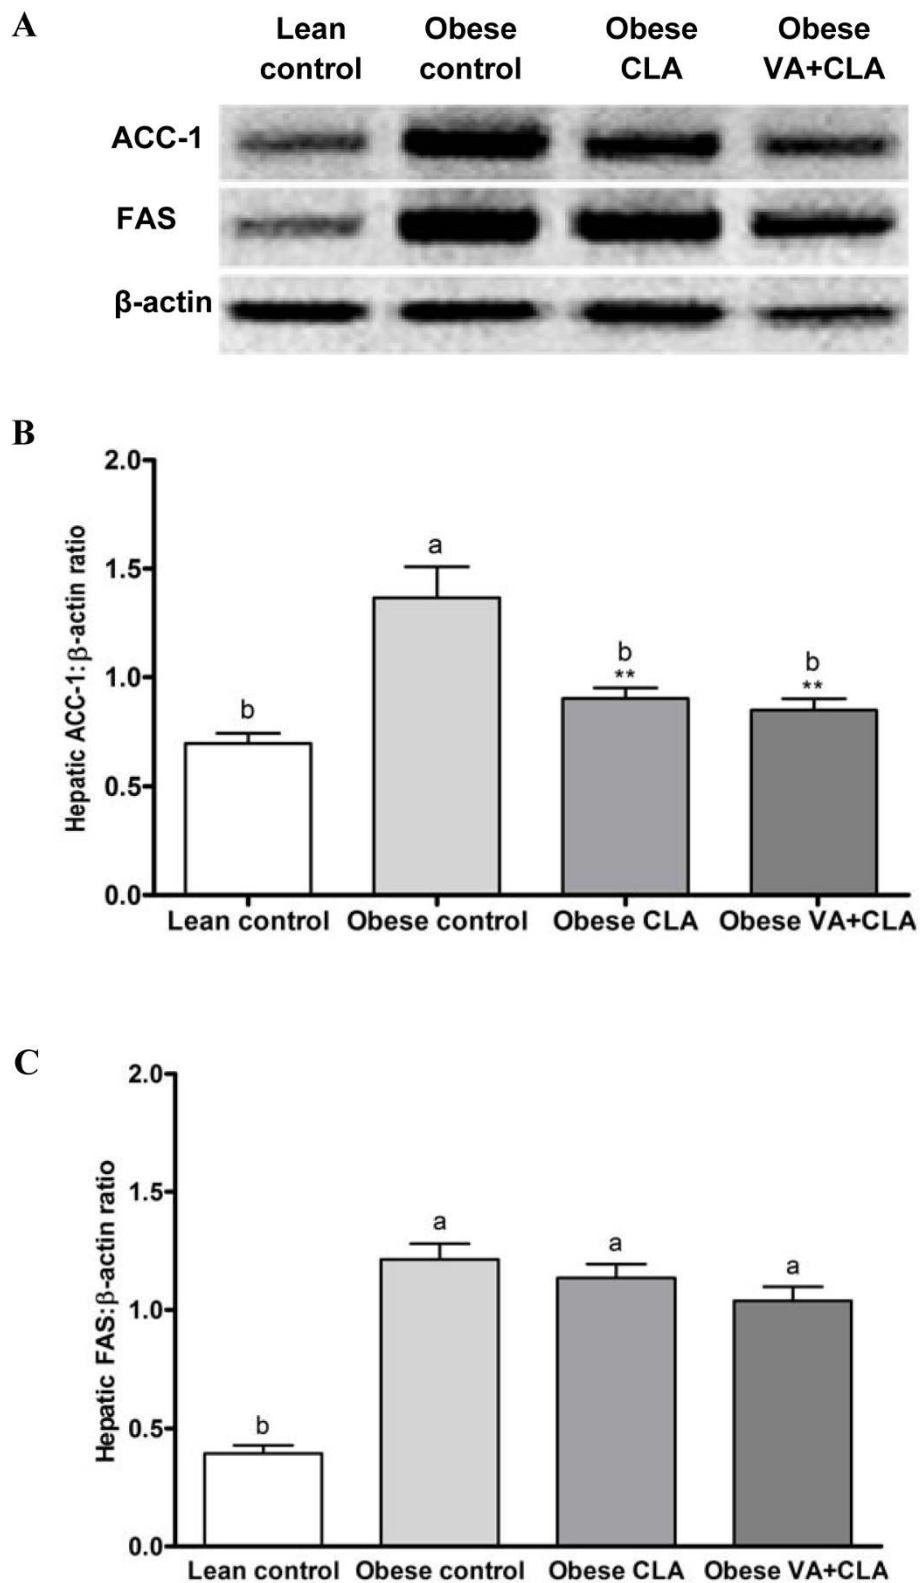 A
Lean control
Obese control
Obese CLA
Obese VA+CLA
ACC-1
FAS
β-actin
B
Hepatic ACC-1:β-actin ratio
2.0
1.5
1.0
0.5
0.0
b
a
b
**
b
**
Lean control
Obese control
Obese CLA
Obese VA+CLA
C
Hepatic FAS:β-actin ratio
2.0
1.5
1.0
0.5
0.0
b
a
a
a
Lean control
Obese control
Obese CLA
Obese VA+CLA